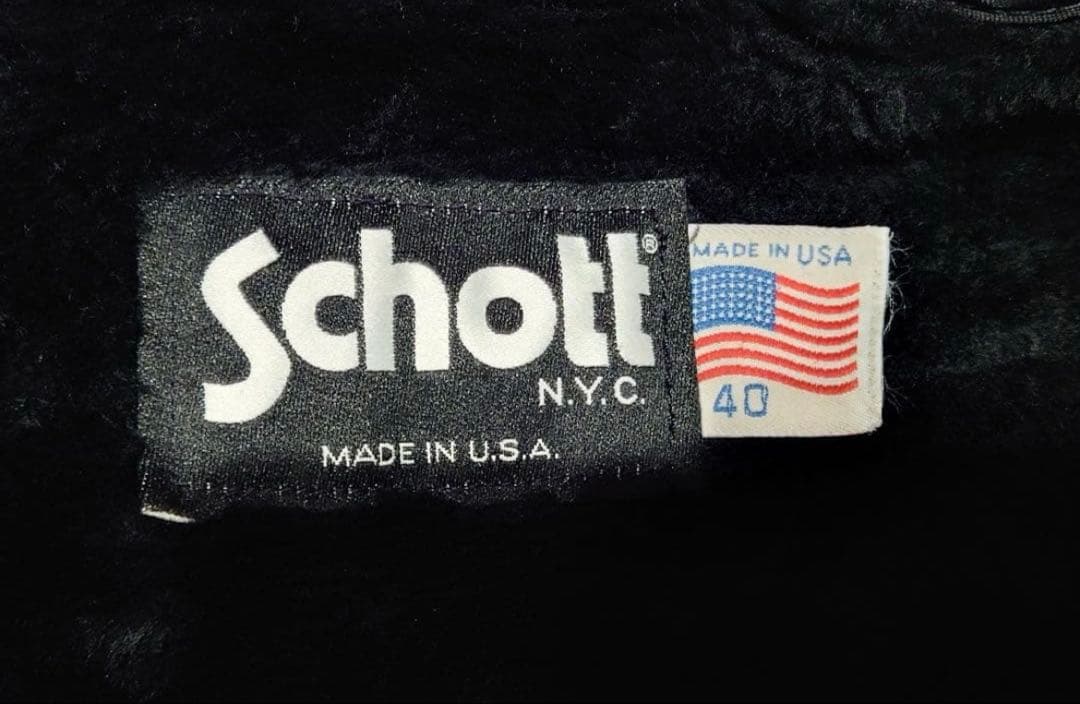 Schott®
N.Y.C.
MADE IN U.S.A.
MADE IN USA
40